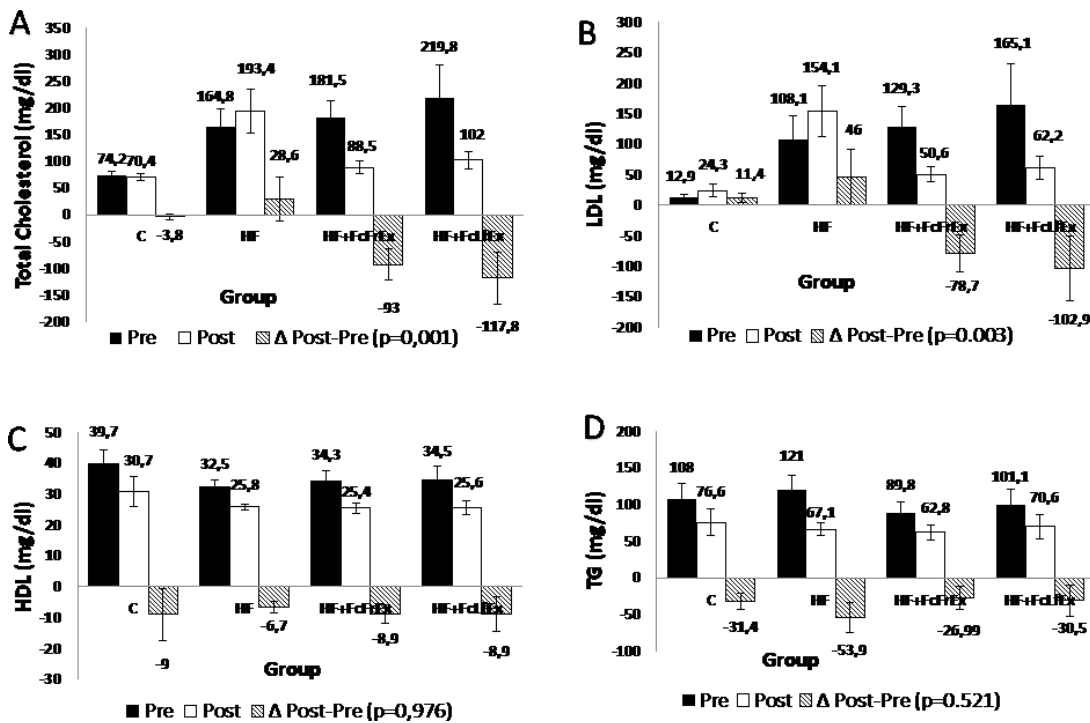 A
Total Cholesterol (mg/dl)
350
300
250
200
150
100
50
0
-50
-100
-150
-200
74,2
70,4
-3,8
164,8
193,4
28,6
181,5
88,5
-93
219,8
102
-117,8
C
HF
HF+FcFrEx
HF+FcLfEx
Group
Pre
Post
Δ Post-Pre (p=0,001)
B
LDL (mg/dl)
300
250
200
150
100
50
0
-50
-100
-150
-200
12,9
24,3
11,4
108,1
154,1
46
129,3
50,6
-78,7
165,1
62,2
-102,9
C
HF
HF+FcFrEx
HF+FcLfEx
Group
Pre
Post
Δ Post-Pre (p=0.003)
C
HDL (mg/dl)
50
40
30
20
10
0
-10
-20
-30
39,7
30,7
-9
32,5
25,8
-6,7
34,3
25,4
-8,9
34,5
25,6
-8,9
C
HF
HF+FcFrEx
HF+FcLfEx
Group
Pre
Post
Δ Post-Pre (p=0,976)
D
TG (mg/dl)
200
150
100
50
0
-50
-100
108
76,6
-31,4
121
67,1
-53,9
89,8
62,8
-26,99
101,1
70,6
-30,5
C
HF
HF+FcFrEx
HF+FcLfEx
Group
Pre
Post
Δ Post-Pre (p=0.521)